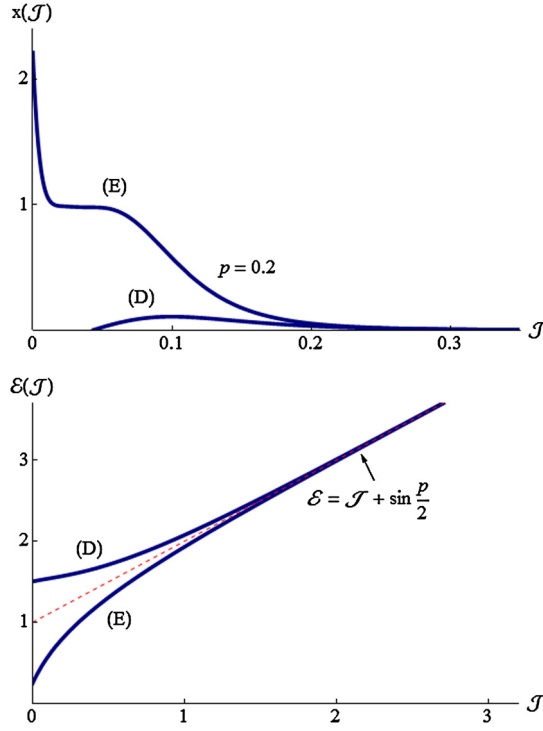 x(𝒥)
2
(E)
1
p = 0.2
(D)
0 0.1 0.2 0.3 𝒥
ℰ(𝒥)
3
ℰ = 𝒥 + sin p/2
(D)
2
1
(E)
0 1 2 3 𝒥